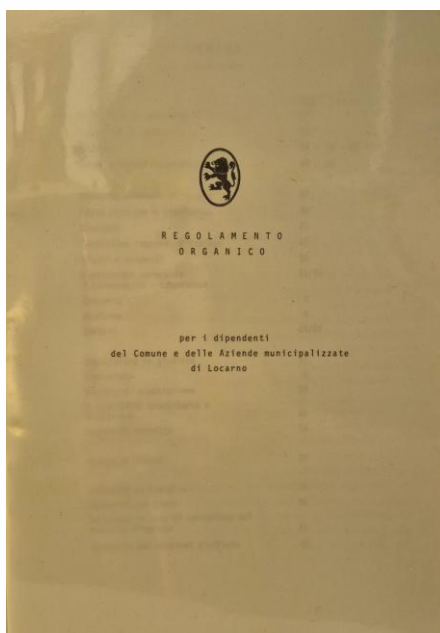 REGOLAMENTO
ORGANICO
per i dipendenti
del Comune e delle Aziende municipalizzate
di Locarno